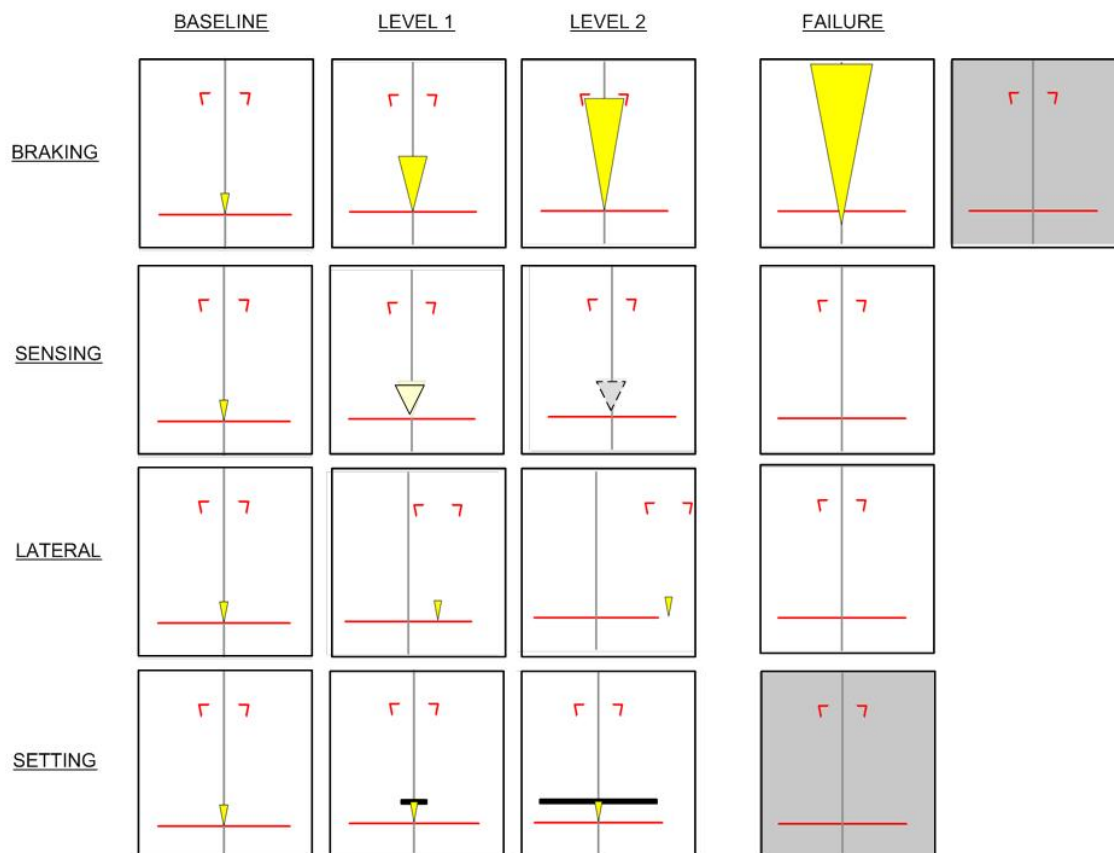 BASELINE LEVEL 1 LEVEL 2 FAILURE
BRAKING
SENSING
LATERAL
SETTING